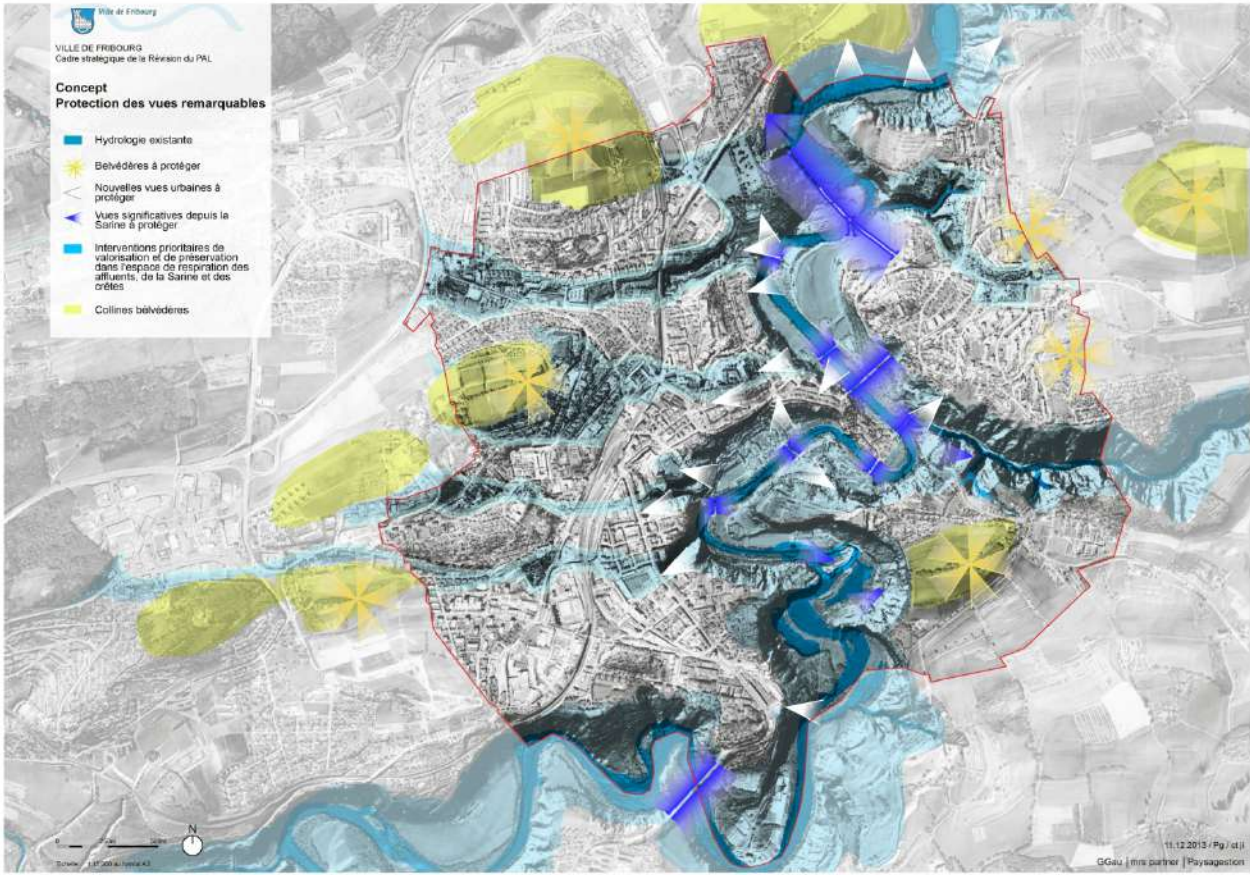 Ville de Fribourg
VILLE DE FRIBOURG
Cadre stratégique de la Révision du PAL
Concept
Protection des vues remarquables
Hydrologie existante
Belvédères à protéger
Nouvelles vues urbaines à
protéger
Vues significatives depuis la
Sarine à protéger
Interventions prioritaires de
valorisation et de préservation
dans l'espace de respiration des
affluents, de la Sarine et des
crêtes
Collines bélvédères
N
0
11.12.2013 / Pg /
GGau | mrs partner | Paysagestion